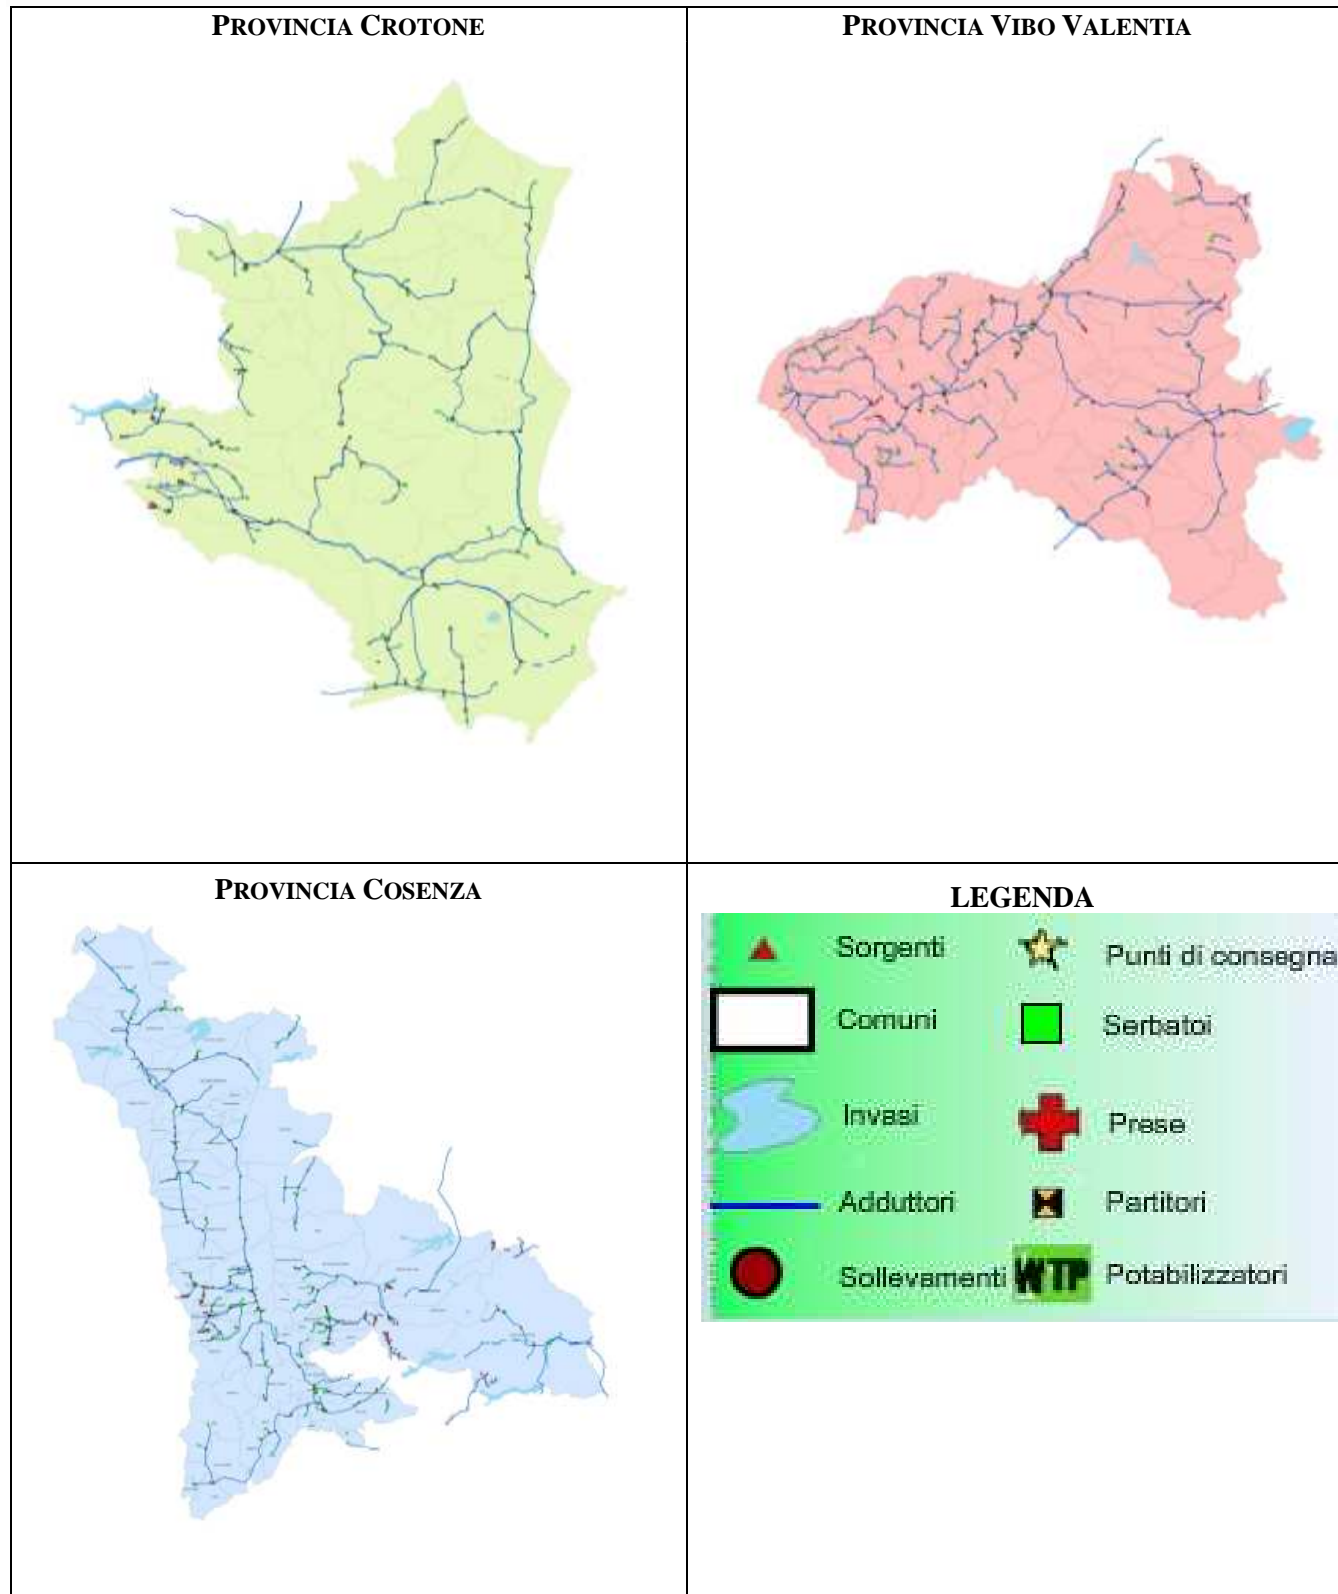 PROVINCIA CROTONE
PROVINCIA VIBO VALENTIA
PROVINCIA COSENZA
LEGENDA
Sorgenti
Punti di consegna
Comuni
Serbatoi
Invasi
Prese
Adduttori
Partitori
Sollevamenti
WTP
Potabilizzatori